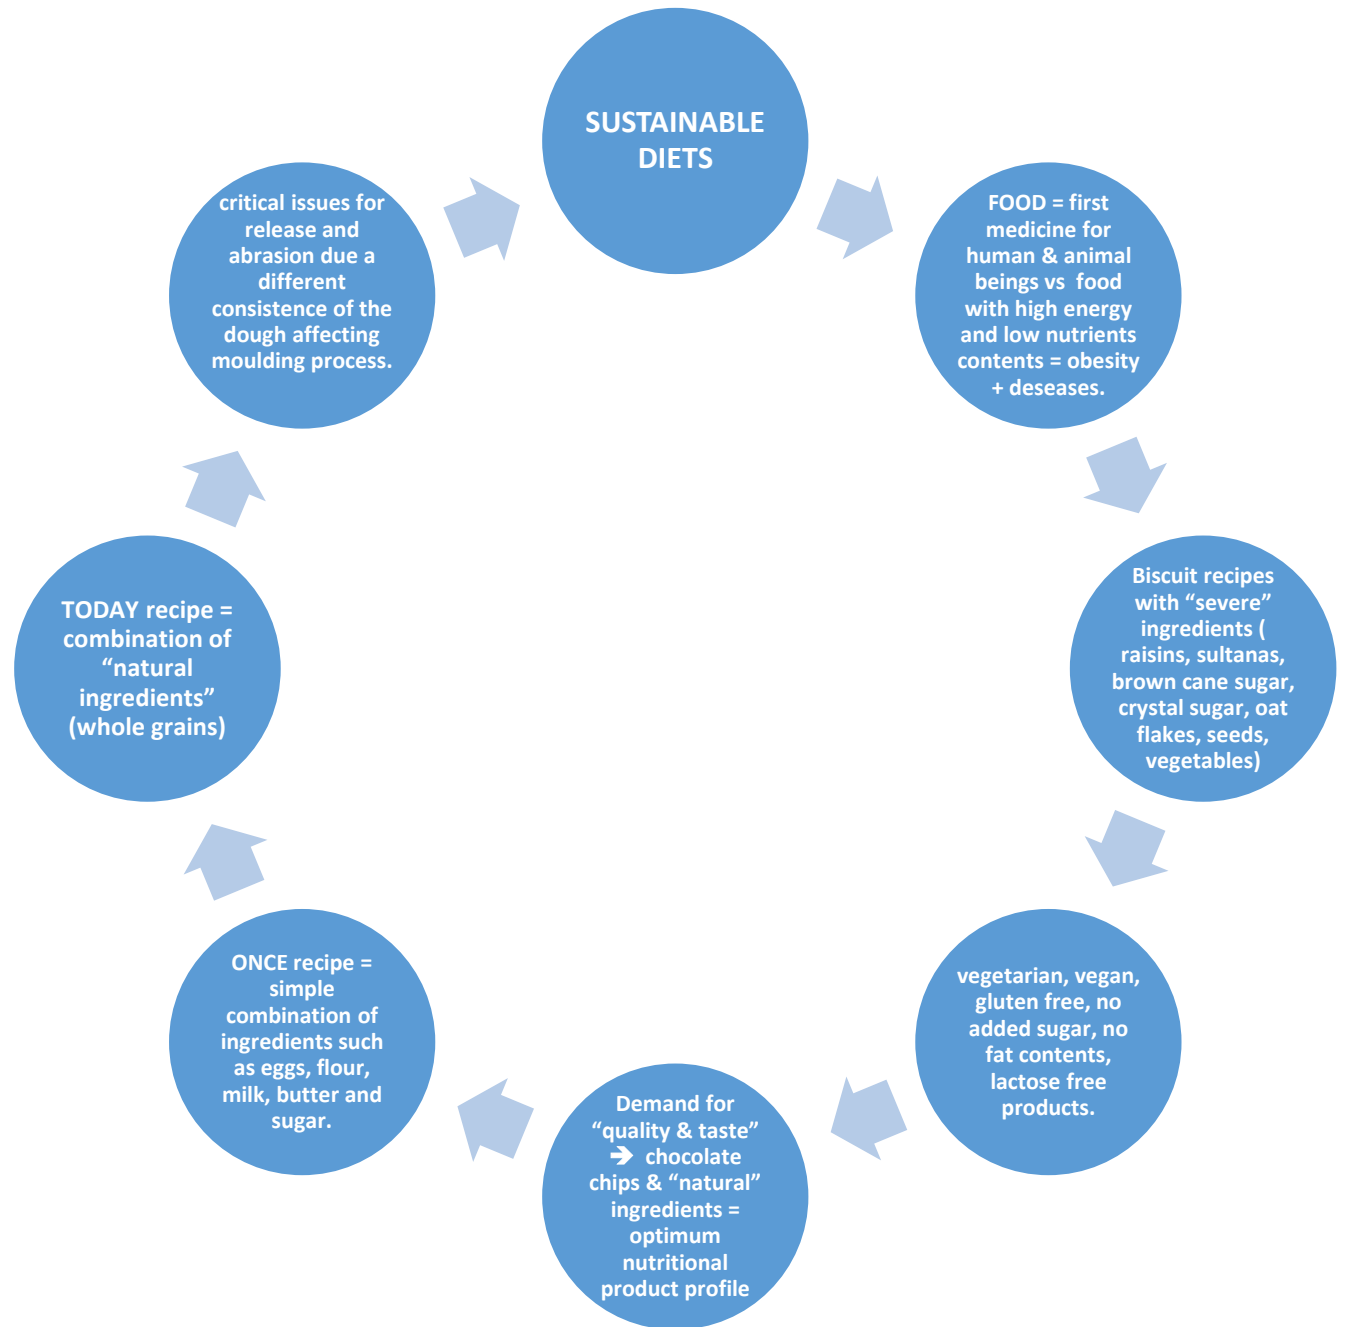 SUSTAINABLE
DIETS
FOOD = first
medicine for
human & animal
beings vs  food
with high energy
and low nutrients
contents = obesity
+ deseases.
Biscuit recipes
with “severe”
ingredients (
raisins, sultanas,
brown cane sugar,
crystal sugar, oat
flakes, seeds,
vegetables)
vegetarian, vegan,
gluten free, no
added sugar, no
fat contents,
lactose free
products.
Demand for
“quality & taste”
➔ chocolate
chips & “natural”
ingredients =
optimum
nutritional
product profile
ONCE recipe =
simple
combination of
ingredients such
as eggs, flour,
milk, butter and
sugar.
TODAY recipe =
combination of
“natural
ingredients”
(whole grains)
critical issues for
release and
abrasion due a
different
consistence of the
dough affecting
moulding process.